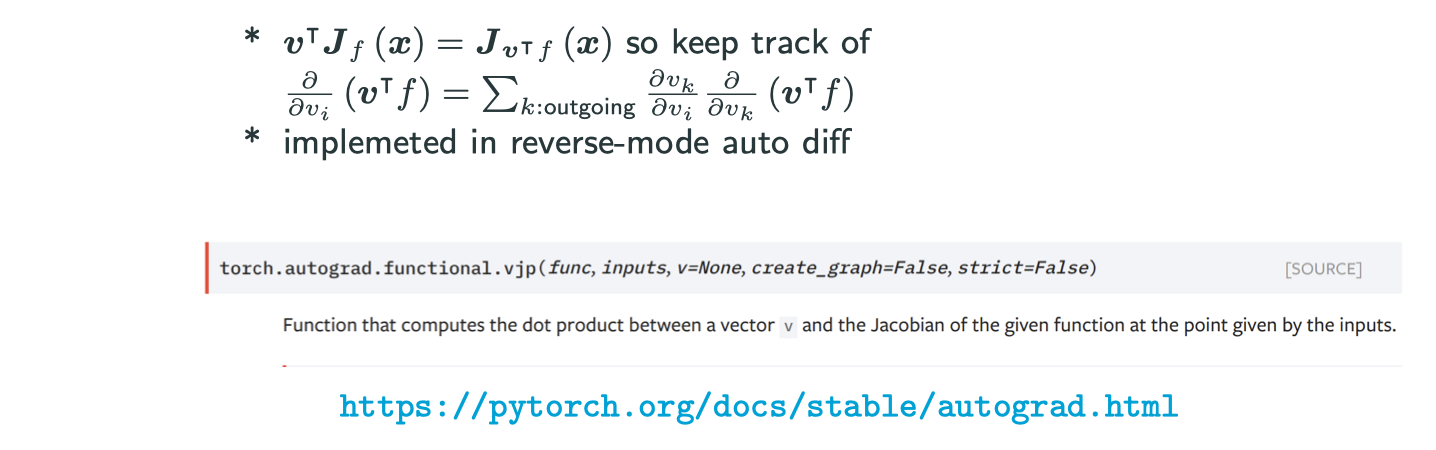 * $\boldsymbol{v}^\mathsf{T} \boldsymbol{J}_f(\boldsymbol{x}) = \boldsymbol{J}_{\boldsymbol{v}^\mathsf{T} f}(\boldsymbol{x})$ so keep track of
$\frac{\partial}{\partial v_i}(\boldsymbol{v}^\mathsf{T} f) = \sum_{k:\text{outgoing}} \frac{\partial v_k}{\partial v_i} \frac{\partial}{\partial v_k}(\boldsymbol{v}^\mathsf{T} f)$
* implemeted in reverse-mode auto diff
torch.autograd.functional.vjp(func, inputs, v=None, create_graph=False, strict=False) [SOURCE]
Function that computes the dot product between a vector v and the Jacobian of the given function at the point given by the inputs.
https://pytorch.org/docs/stable/autograd.html